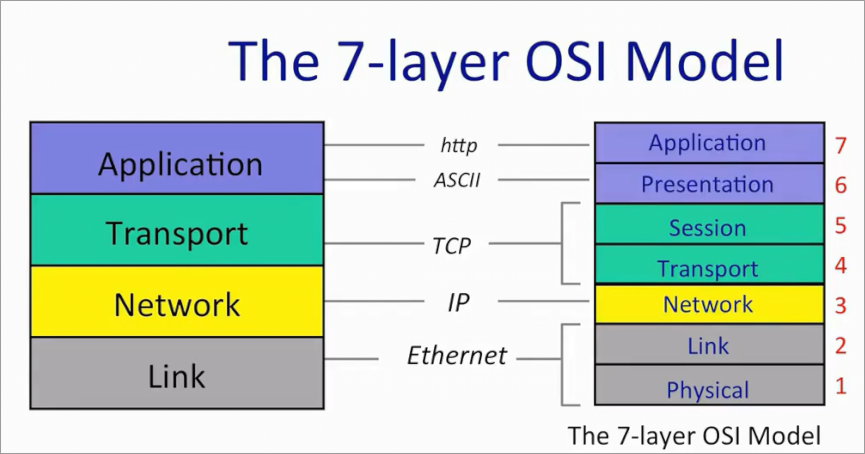 The 7-layer OSI Model
Application
Transport
Network
Link
http
ASCII
TCP
IP
Ethernet
Application 7
Presentation 6
Session 5
Transport 4
Network 3
Link 2
Physical 1
The 7-layer OSI Model